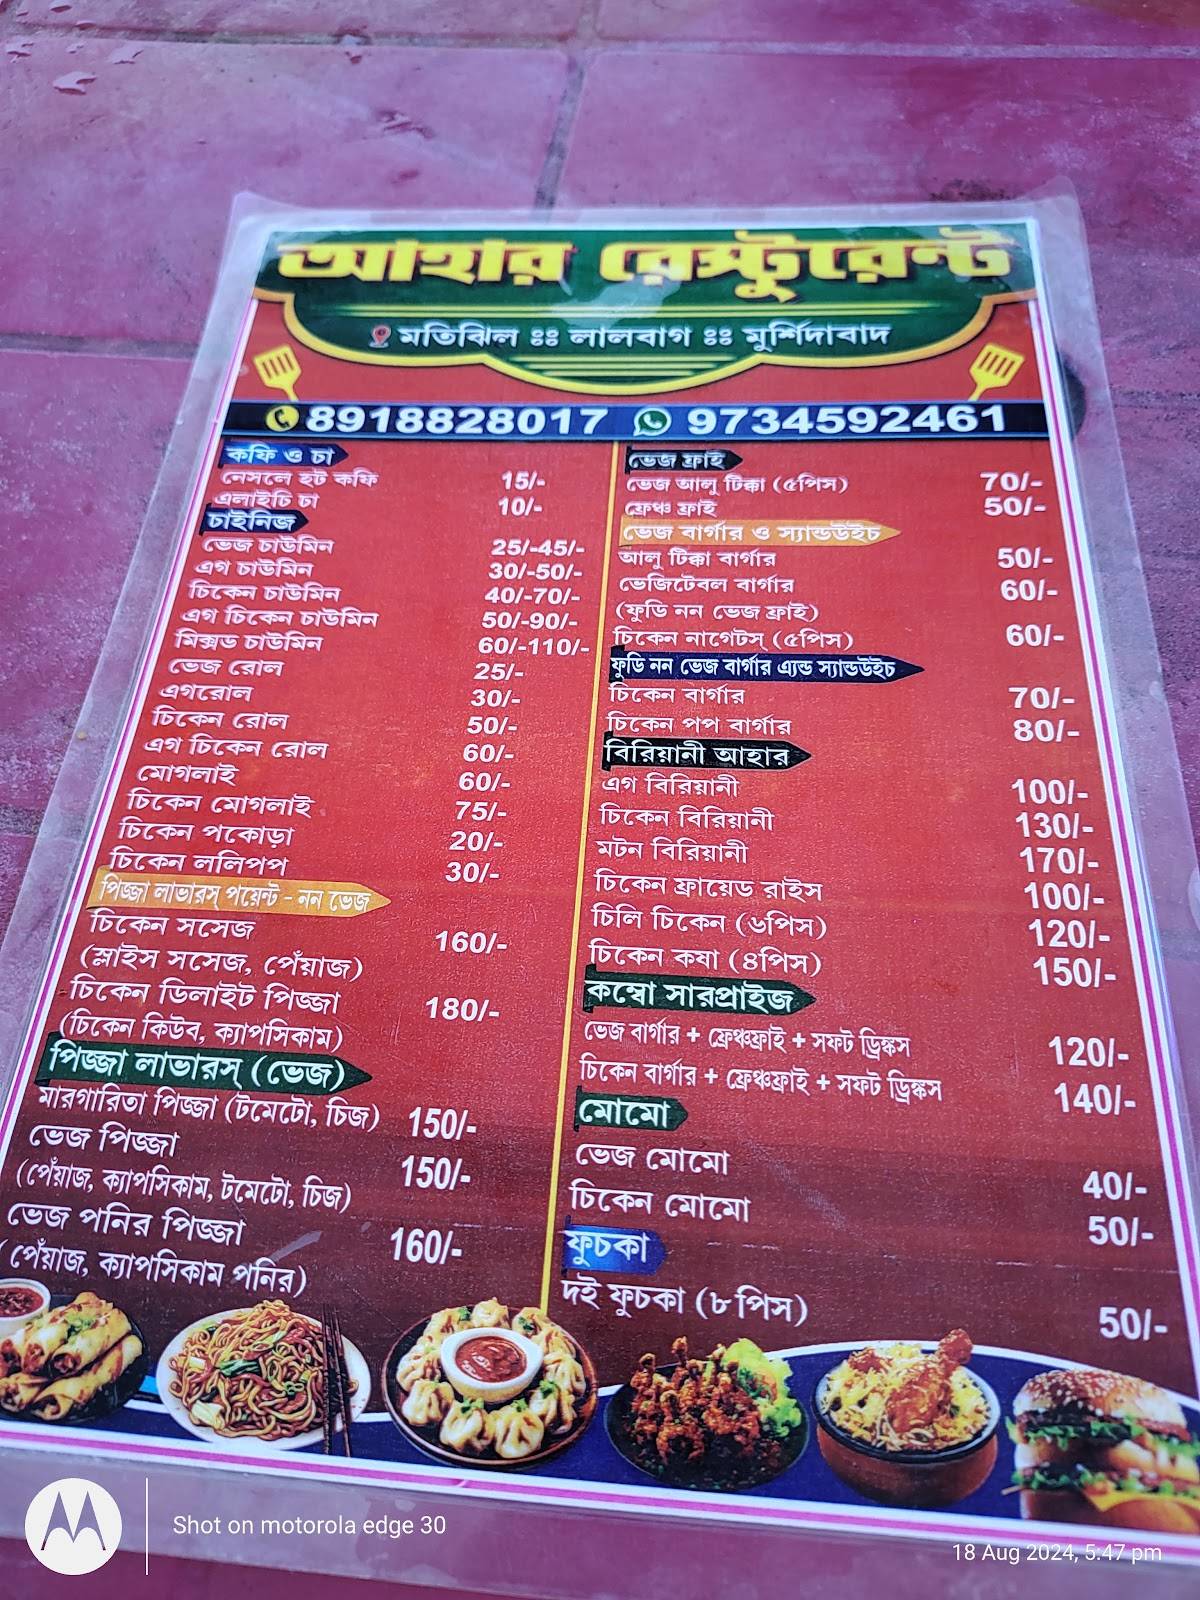 আহার রেস্টুরেন্ট
মতিঝিল ঃঃ লালবাগ ঃঃ মুর্শিদাবাদ
8918828017 9734592461
কফি ও চা
নেসলে হট কফি 15/-
এলাইচি চা 10/-
চাইনিজ
ভেজ চাউমিন 25/-45/-
এগ চাউমিন 30/-50/-
চিকেন চাউমিন 40/-70/-
এগ চিকেন চাউমিন 50/-90/-
মিক্সড চাউমিন 60/-110/-
ভেজ রোল 25/-
এগরোল 30/-
চিকেন রোল 50/-
এগ চিকেন রোল 60/-
মোগলাই 60/-
চিকেন মোগলাই 75/-
চিকেন পকোড়া 20/-
চিকেন ললিপপ 30/-
পিজ্জা লাভারস্ পয়েন্ট - নন ভেজ
চিকেন সসেজ 160/-
(স্লাইস সসেজ, পেঁয়াজ)
চিকেন ডিলাইট পিজ্জা 180/-
(চিকেন কিউব, ক্যাপসিকাম)
পিজ্জা লাভারস্ (ভেজ)
মারগারিতা পিজ্জা (টমেটো, চিজ) 150/-
ভেজ পিজ্জা 150/-
(পেঁয়াজ, ক্যাপসিকাম, টমেটো, চিজ)
ভেজ পনির পিজ্জা 160/-
(পেঁয়াজ, ক্যাপসিকাম পনির)
ভেজ ফ্রাই
ভেজ আলু টিক্কা (৫পিস) 70/-
ফ্রেঞ্চ ফ্রাই 50/-
ভেজ বার্গার ও স্যান্ডউইচ
আলু টিক্কা বার্গার 50/-
ভেজিটেবল বার্গার 60/-
(ফুডি নন ভেজ ফ্রাই)
চিকেন নাগেটস্ (৫পিস) 60/-
ফুডি নন ভেজ বার্গার এ্যন্ড স্যান্ডউইচ
চিকেন বার্গার 70/-
চিকেন পপ বার্গার 80/-
বিরিয়ানী আহার
এগ বিরিয়ানী 100/-
চিকেন বিরিয়ানী 130/-
মটন বিরিয়ানী 170/-
চিকেন ফ্রায়েড রাইস 100/-
চিলি চিকেন (৬পিস) 120/-
চিকেন কষা (৪পিস) 150/-
কম্বো সারপ্রাইজ
ভেজ বার্গার + ফ্রেঞ্চফ্রাই + সফট ড্রিঙ্কস 120/-
চিকেন বার্গার + ফ্রেঞ্চফ্রাই + সফট ড্রিঙ্কস 140/-
মোমো
ভেজ মোমো 40/-
চিকেন মোমো 50/-
ফুচকা
দই ফুচকা (৮পিস) 50/-
Shot on motorola edge 30
18 Aug 2024, 5:47 pm